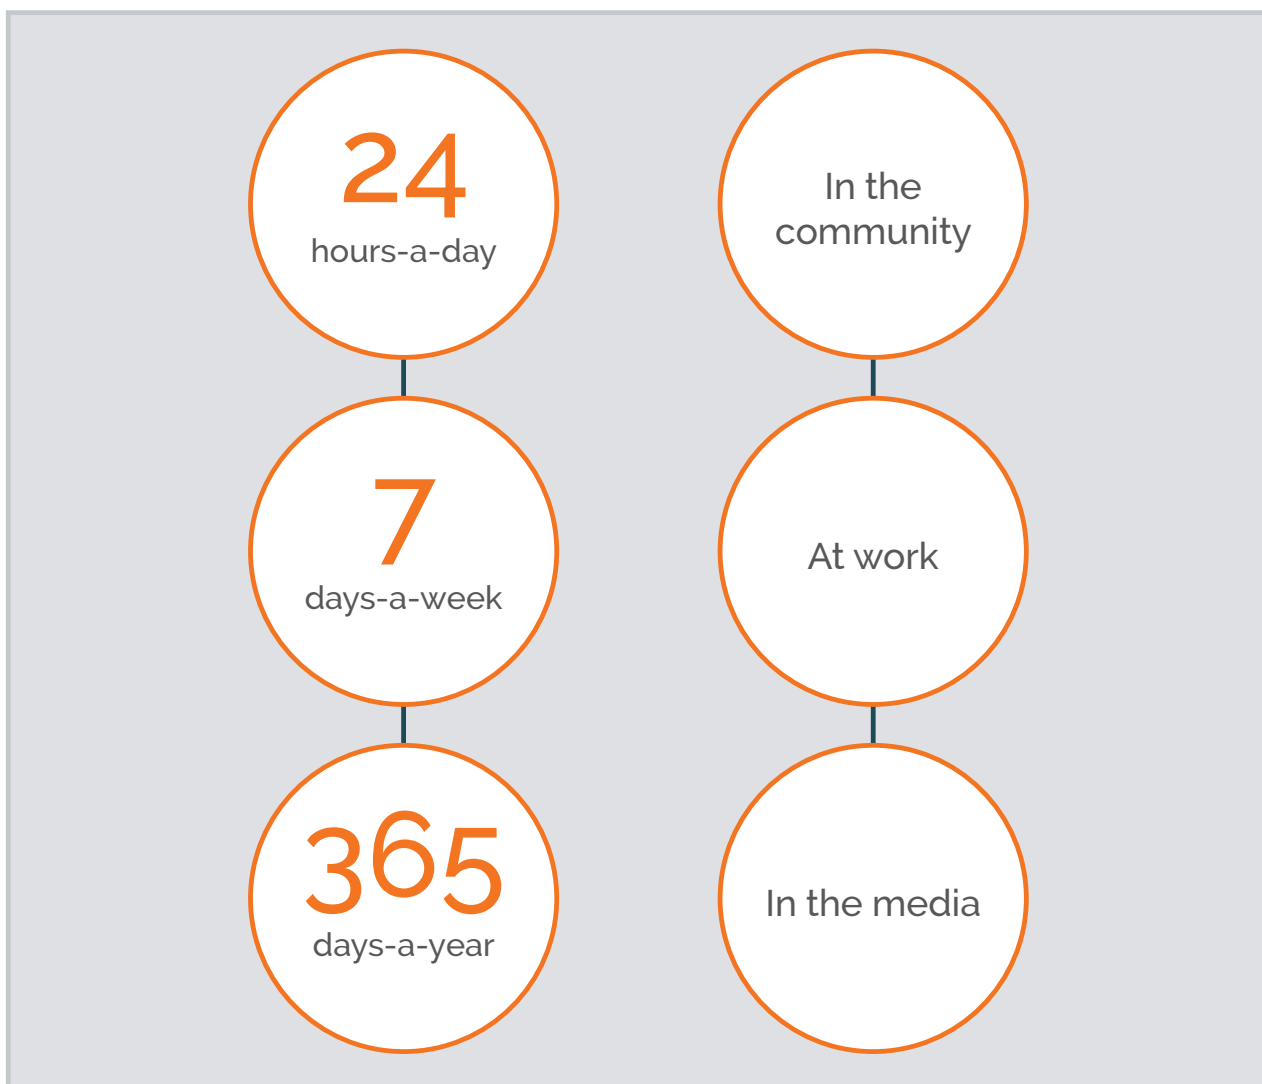 24
hours-a-day
7
days-a-week
365
days-a-year
In the
community
At work
In the media